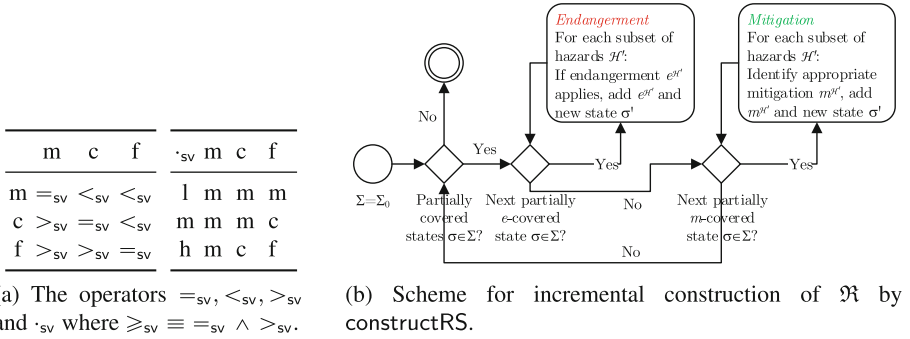 m c f
m =sv <sv <sv
c >sv =sv <sv
f >sv >sv =sv
·sv m c f
l m m m
m m m c
h m c f
(a) The operators =sv, <sv, >sv
and ·sv where ⩾sv ≡ =sv ∧ >sv.
Σ=Σ0
No
Partially
covered
states σ∈Σ?
Yes
Next partially
e-covered
state σ∈Σ?
Yes
Endangerment
For each subset of
hazards H':
If endangerment e^H'
applies, add e^H' and
new state σ'
No
Next partially
m-covered
state σ∈Σ?
Yes
Mitigation
For each subset of
hazards H':
Identify appropriate
mitigation m^H', add
m^H' and new state σ'
No
(b) Scheme for incremental construction of ℜ by
constructRS.